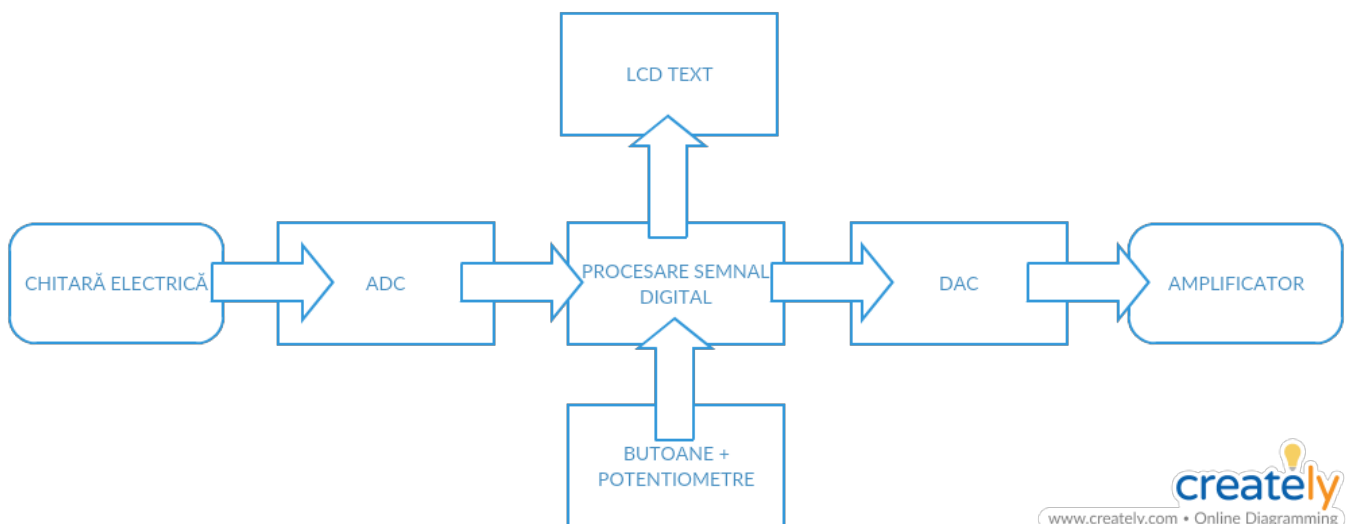 LCD TEXT
CHITARĂ ELECTRICĂ
ADC
PROCESARE SEMNAL
DIGITAL
DAC
AMPLIFICATOR
BUTOANE +
POTENTIOMETRE
creately
www.creately.com • Online Diagramming